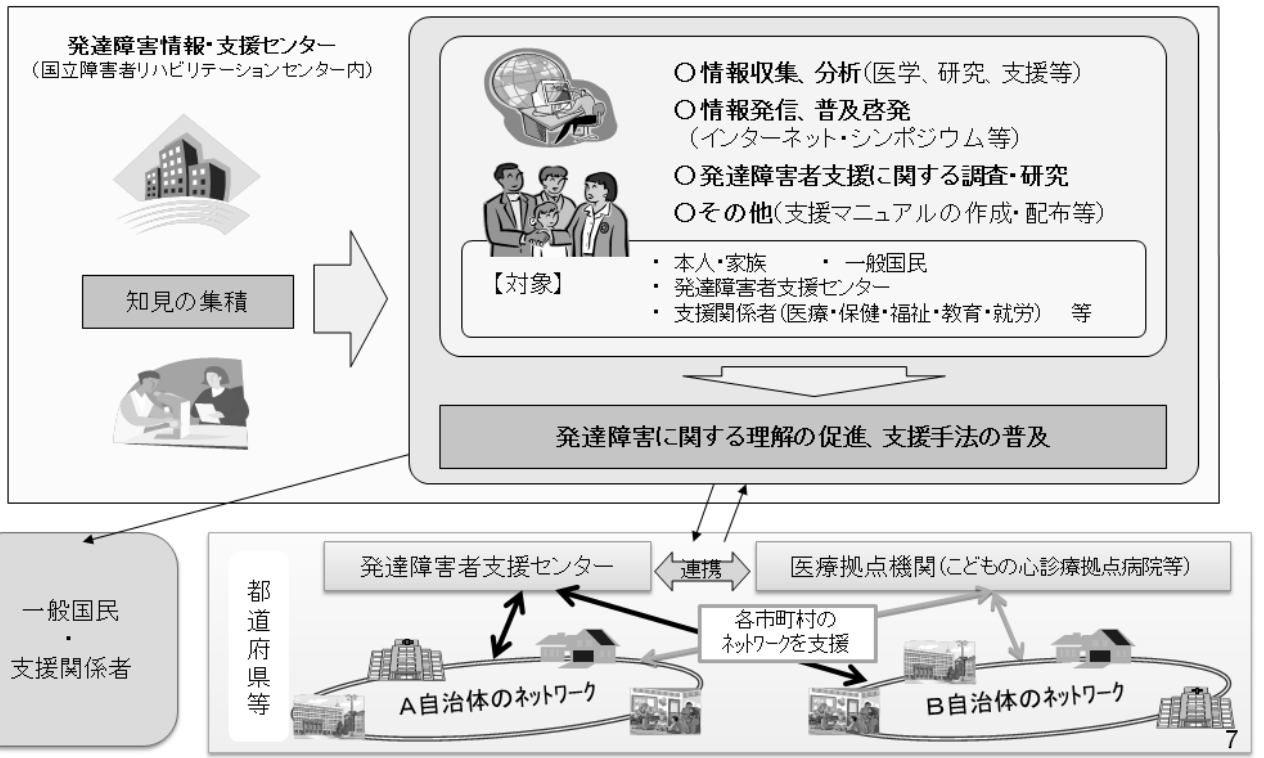 発達障害情報・支援センター
(国立障害者リハビリテーションセンター内)
知見の集積
○情報収集、分析(医学、研究、支援等)
○情報発信、普及啓発
(インターネット・シンポジウム等)
○発達障害者支援に関する調査・研究
○その他(支援マニュアルの作成・配布等)
【対象】
・ 本人・家族 ・ 一般国民
・ 発達障害者支援センター
・ 支援関係者(医療・保健・福祉・教育・就労) 等
発達障害に関する理解の促進、支援手法の普及
一般国民
・
支援関係者
都道府県等
発達障害者支援センター
連携
医療拠点機関(こどもの心診療拠点病院等)
各市町村の
ネットワークを支援
A自治体のネットワーク
B自治体のネットワーク
7